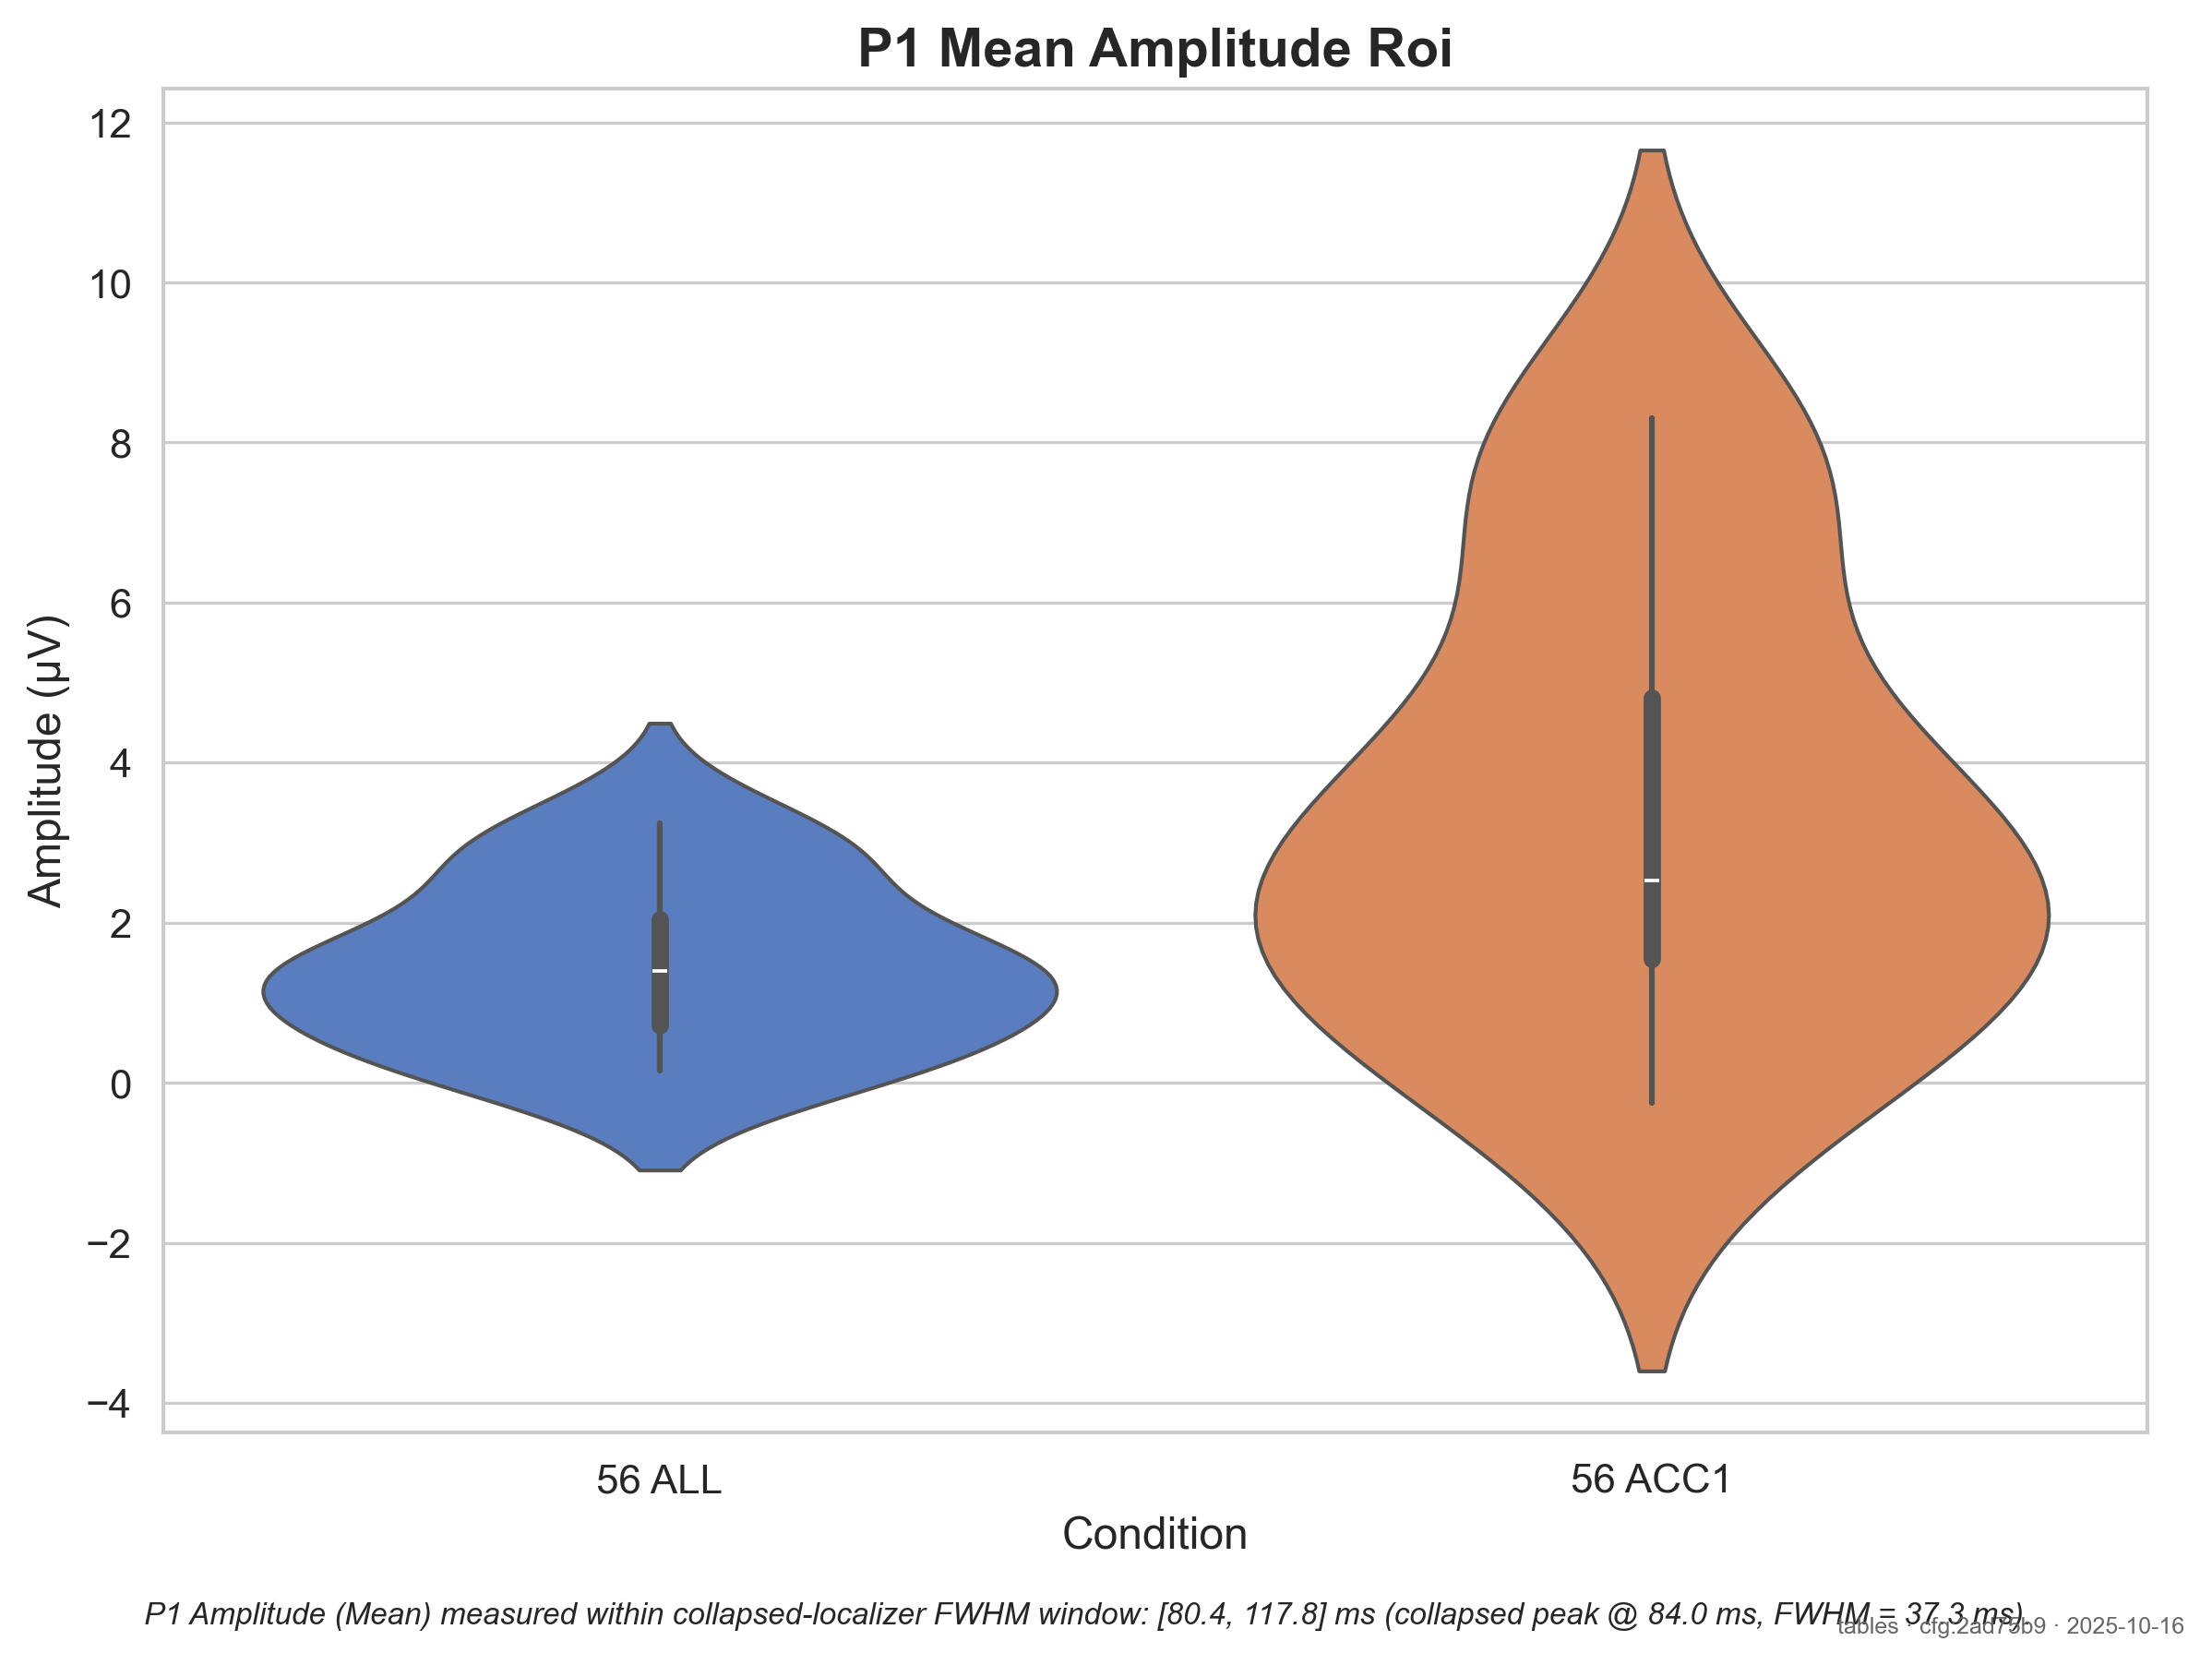 P1 Mean Amplitude Roi
12
10
8
6
4
2
0
−2
−4
Amplitude (µV)
56 ALL
56 ACC1
Condition
P1 Amplitude (Mean) measured within collapsed-localizer FWHM window: [80.4, 117.8] ms (collapsed peak @ 84.0 ms, FWHM = 37.3 ms).
tables · cfg:2ad75b9 · 2025-10-16